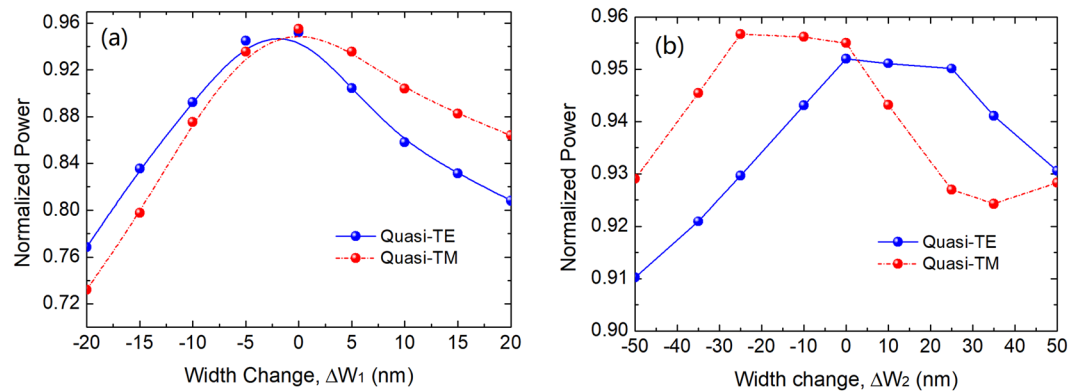 (a)
Normalized Power
0.96
0.92
0.88
0.84
0.80
0.76
0.72
Quasi-TE
Quasi-TM
-20 -15 -10 -5 0 5 10 15 20
Width Change, ΔW1 (nm)
(b)
Normalized Power
0.96
0.95
0.94
0.93
0.92
0.91
0.90
Quasi-TE
Quasi-TM
-50 -40 -30 -20 -10 0 10 20 30 40 50
Width change, ΔW2 (nm)